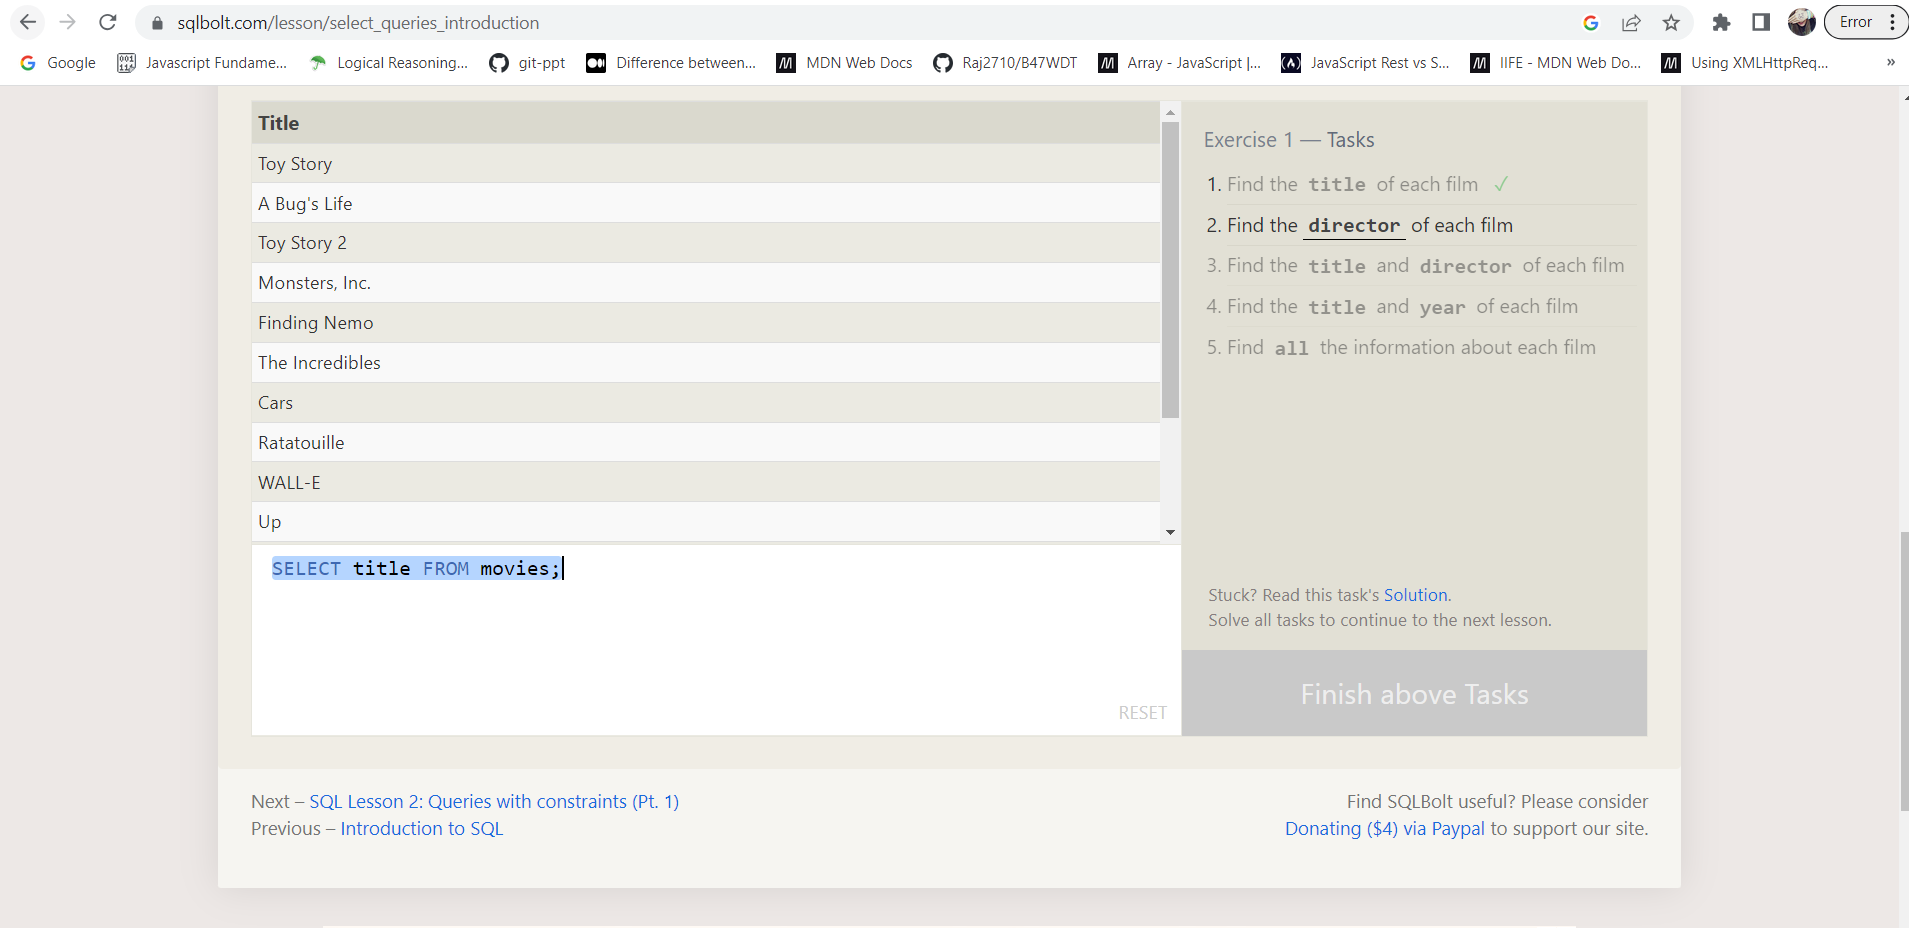 sqlbolt.com/lesson/select_queries_introduction
Error
Google
Javascript Fundame...
Logical Reasoning...
git-ppt
Difference between...
MDN Web Docs
Raj2710/B47WDT
Array - JavaScript |...
JavaScript Rest vs S...
IIFE - MDN Web Do...
Using XMLHttpReq...
»
Title
Toy Story
A Bug's Life
Toy Story 2
Monsters, Inc.
Finding Nemo
The Incredibles
Cars
Ratatouille
WALL-E
Up
SELECT title FROM movies;
RESET
Exercise 1 — Tasks
1. Find the title of each film ✓
2. Find the director of each film
3. Find the title and director of each film
4. Find the title and year of each film
5. Find all the information about each film
Stuck? Read this task's Solution.
Solve all tasks to continue to the next lesson.
Finish above Tasks
Next – SQL Lesson 2: Queries with constraints (Pt. 1)
Previous – Introduction to SQL
Find SQLBolt useful? Please consider
Donating ($4) via Paypal to support our site.